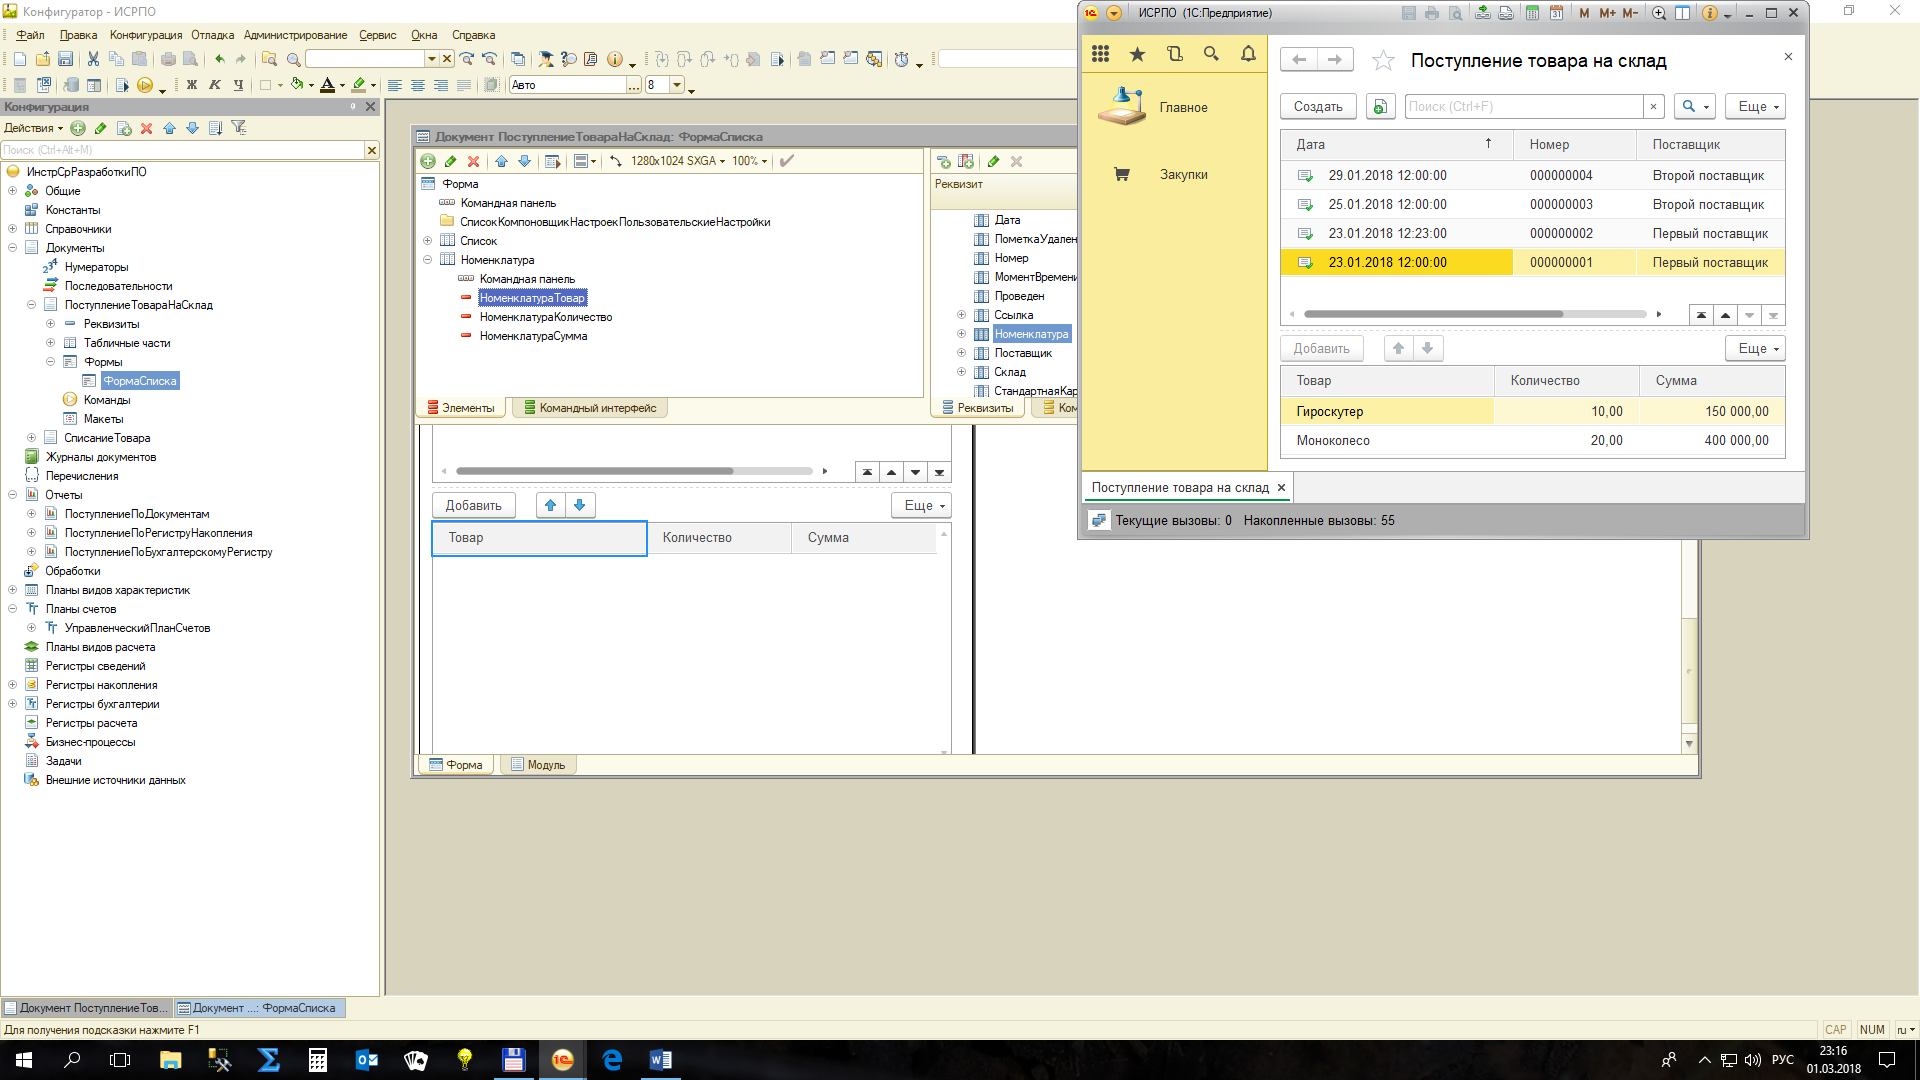 Конфигуратор - ИСРПО
Файл Правка Конфигурация Отладка Администрирование Сервис Окна Справка
Ж К Ч А Авто ... 8
Конфигурация
Действия
Поиск (Ctrl+Alt+M)
ИнстрСрРазработкиПО
Общие
Константы
Справочники
Документы
Нумераторы
Последовательности
ПоступлениеТовараНаСклад
Реквизиты
Табличные части
Формы
ФормаСписка
Команды
Макеты
СписаниеТовара
Журналы документов
Перечисления
Отчеты
ПоступлениеПоДокументам
ПоступлениеПоРегиструНакопления
ПоступлениеПоБухгалтерскомуРегистру
Обработки
Планы видов характеристик
Планы счетов
УправленческийПланСчетов
Планы видов расчета
Регистры сведений
Регистры накопления
Регистры бухгалтерии
Регистры расчета
Бизнес-процессы
Задачи
Внешние источники данных
Документ ПоступлениеТовараНаСклад: ФормаСписка
1280x1024 SXGA 100%
Форма
Командная панель
СписокКомпоновщикНастроекПользовательскиеНастройки
Список
Номенклатура
Командная панель
НоменклатураТовар
НоменклатураКоличество
НоменклатураСумма
Элементы Командный интерфейс
Реквизит
Дата
ПометкаУдален
Номер
МоментВремени
Проведен
Ссылка
Номенклатура
Поставщик
Склад
СтандартнаяКар
Реквизиты Ком
Добавить Еще
Товар Количество Сумма
Форма Модуль
ИСРПО (1С:Предприятие)
M M+ M-
Главное
Закупки
Поступление товара на склад
Создать Поиск (Ctrl+F) × Еще
Дата Номер Поставщик
29.01.2018 12:00:00 000000004 Второй поставщик
25.01.2018 12:00:00 000000003 Второй поставщик
23.01.2018 12:23:00 000000002 Первый поставщик
23.01.2018 12:00:00 000000001 Первый поставщик
Добавить Еще
Товар Количество Сумма
Гироскутер 10,00 150 000,00
Моноколесо 20,00 400 000,00
Поступление товара на склад ×
Текущие вызовы: 0 Накопленные вызовы: 55
Документ ПоступлениеТов... Документ ...: ФормаСписка
Для получения подсказки нажмите F1
CAP NUM ru
РУС
23:16
01.03.2018